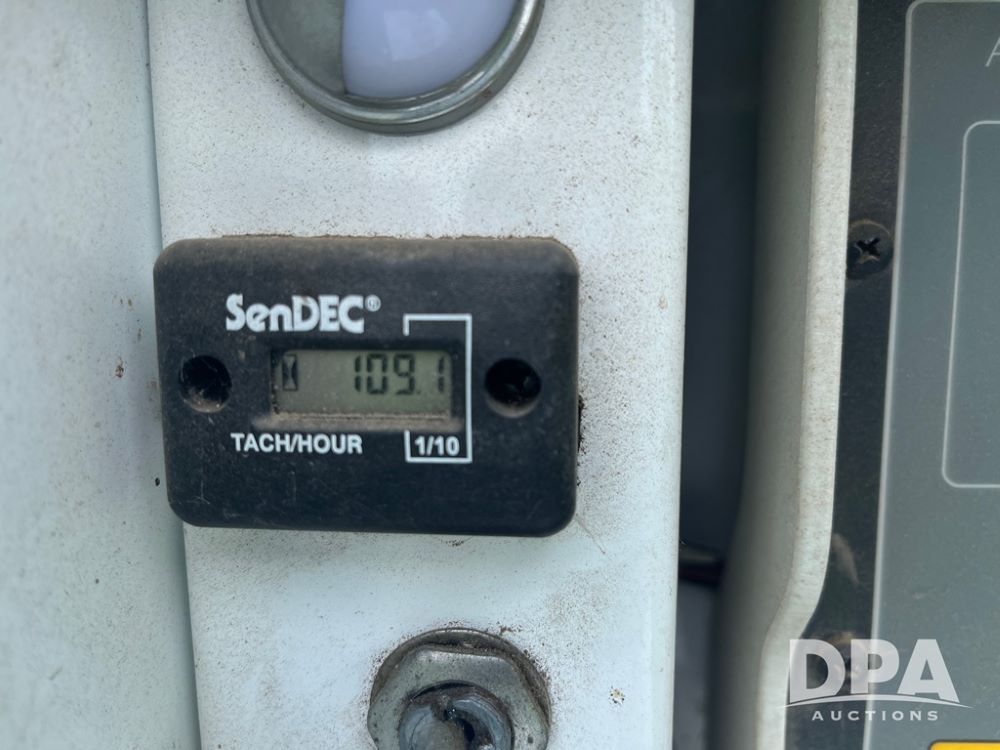 SenDEC®
109.1
TACH/HOUR
1/10
A
DPA
AUCTIONS